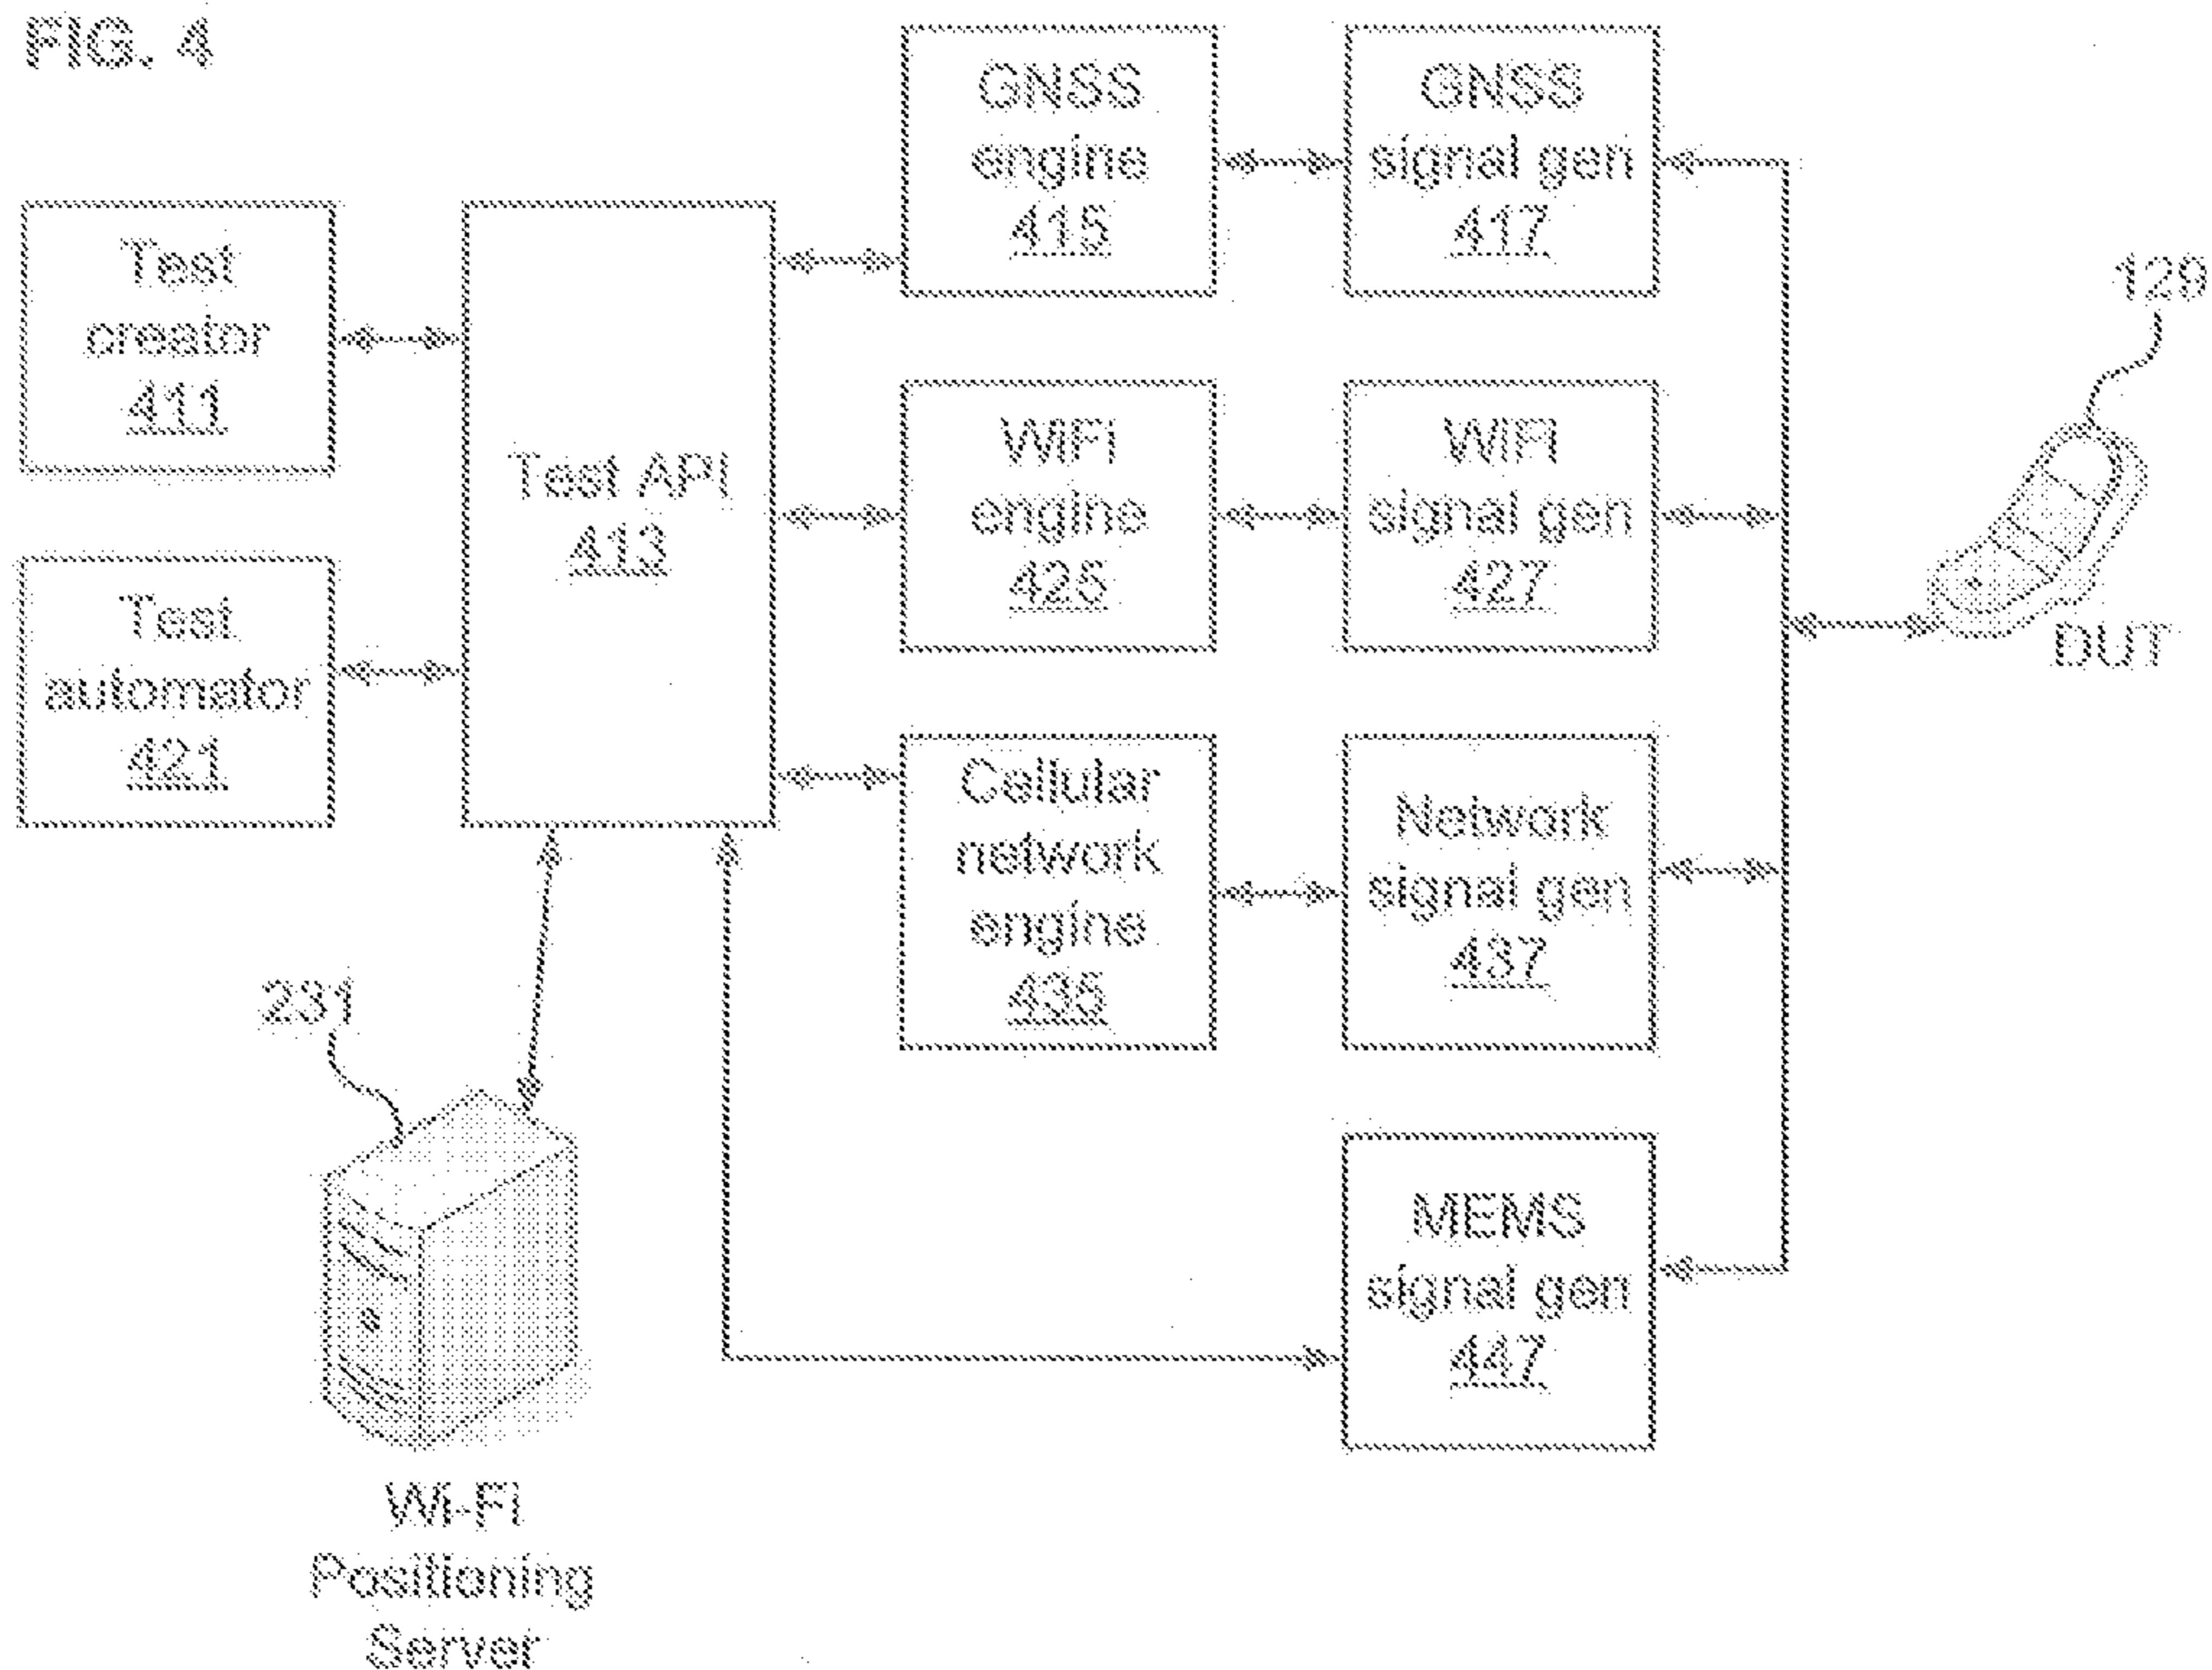 FIG. 4
Test
creator
411
Test
automator
421
Test API
413
GNSS
engine
415
GNSS
signal gen
417
WiFi
engine
425
WiFi
signal gen
427
Cellular
network
engine
435
Network
signal gen
437
MEMS
signal gen
447
129
DUT
231
Wi-Fi
Positioning
Server